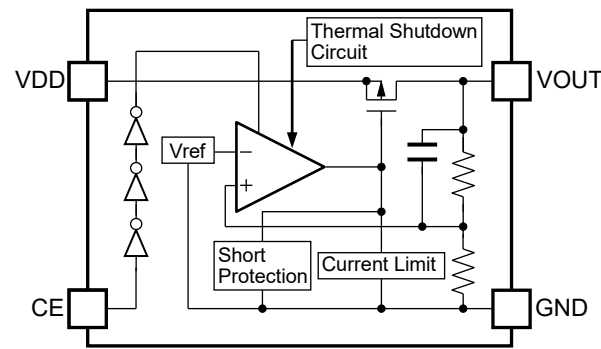 Thermal Shutdown
Circuit
VDD
VOUT
Vref
−
+
Short
Protection
Current Limit
CE
GND